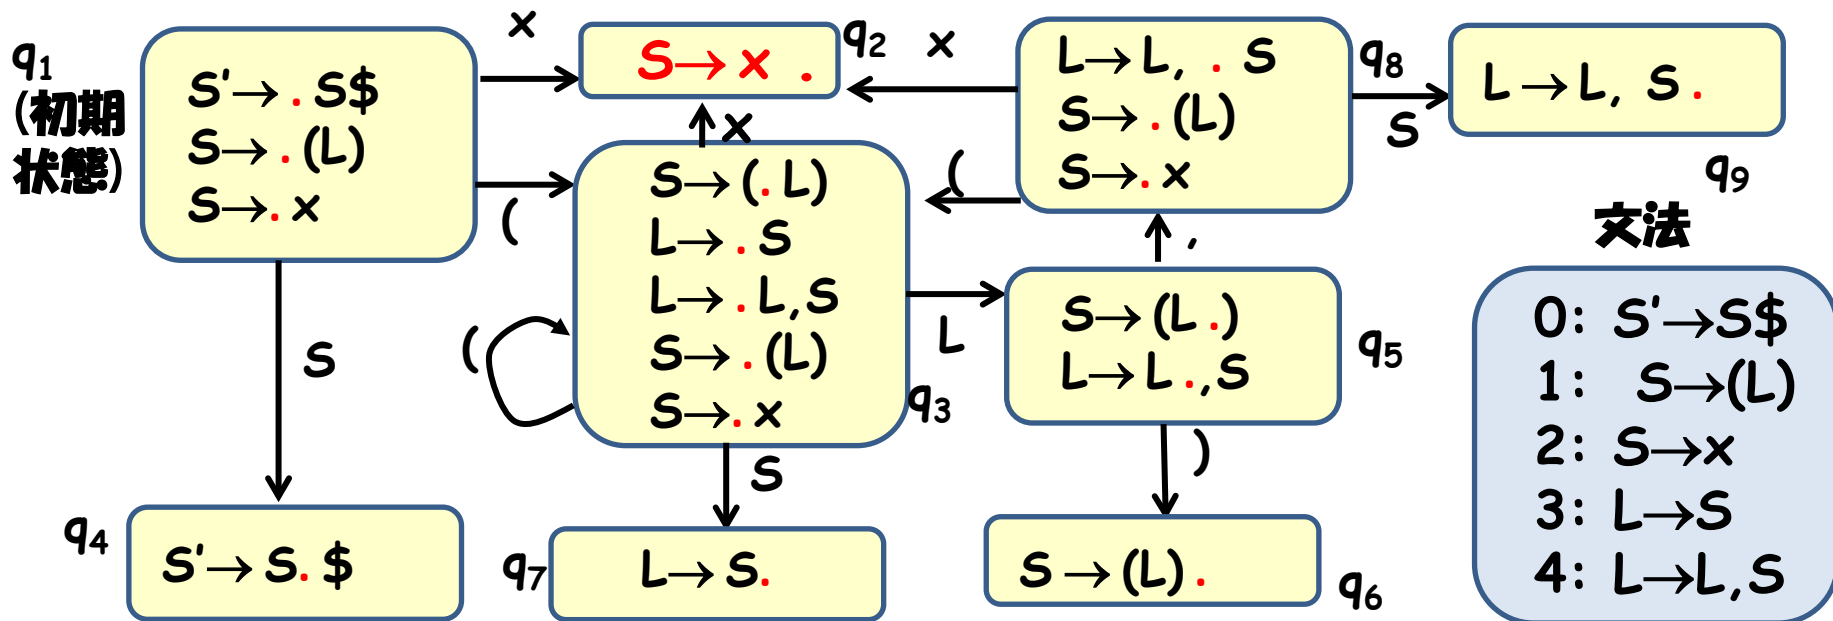 q1
(初期
状態)
S'→. S$
S→. (L)
S→. x
x
(
S
S→x .
q2
x
x
S→(. L)
L→. S
L→. L,S
S→. (L)
S→. x
q3
(
(
L
S
L→L, . S
S→. (L)
S→. x
q8
S
L→L, S .
q9
,
S→(L .)
L→L .,S
q5
)
q4
S'→S. $
q7
L→S.
S→(L) .
q6
文法
0: S'→S$
1: S→(L)
2: S→x
3: L→S
4: L→L,S